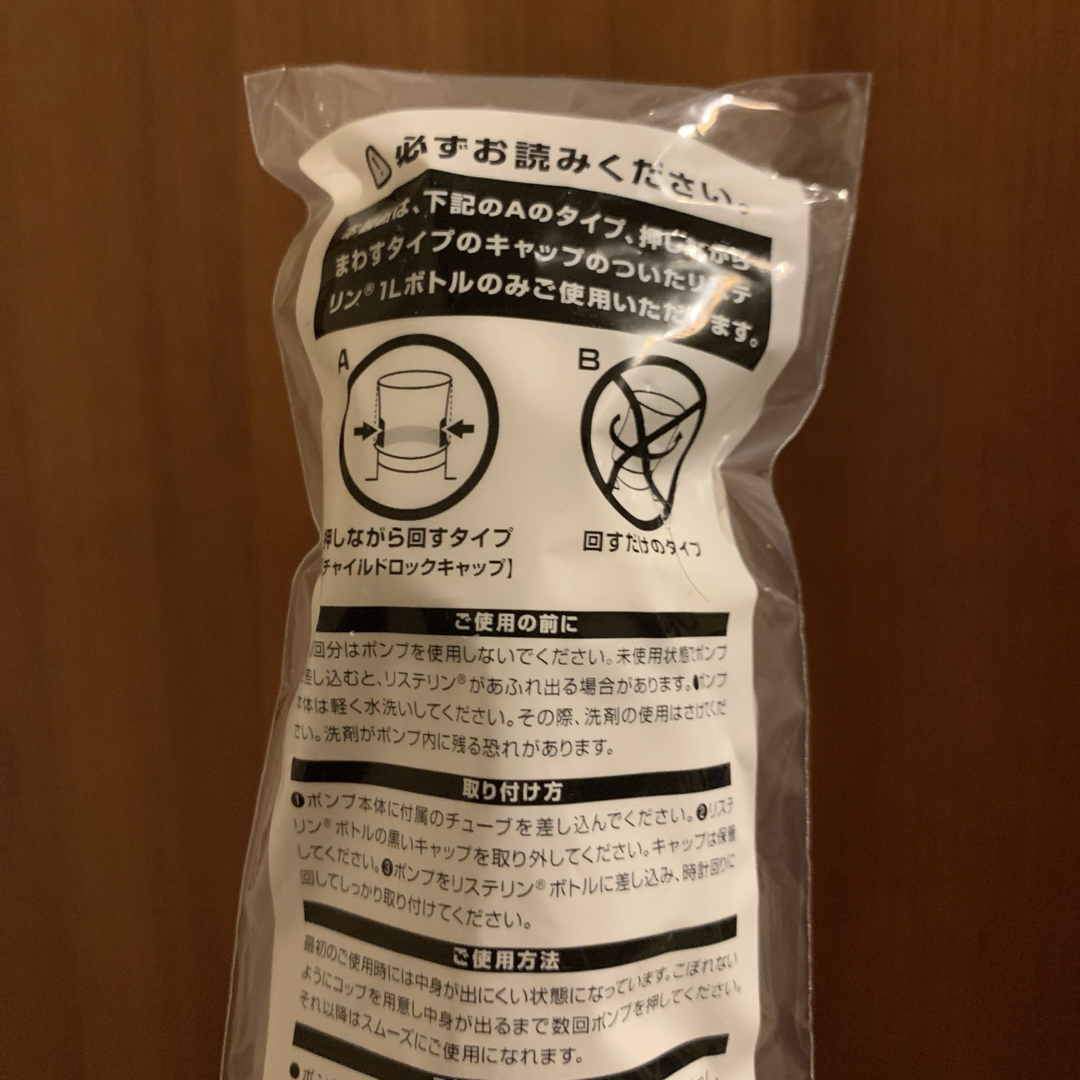 必ずお読みください。
本製品は、下記のAのタイプ、押しながら
まわすタイプのキャップのついたリステ
リン®1Lボトルのみご使用いただけます。
A
B
押しながら回すタイプ
回すだけのタイプ
チャイルドロックキャップ】
ご使用の前に
回分はポンプを使用しないでください。未使用状態でポンプ
差し込むと、リステリン®があふれ出る場合があります。●ポンプ
本体は軽く水洗いしてください。その際、洗剤の使用はさけてくだ
さい。洗剤がポンプ内に残る恐れがあります。
取り付け方
❶ポンプ本体に付属のチューブを差し込んでください。❷リステ
リン®ボトルの黒いキャップを取り外してください。キャップは保管
してください。❸ポンプをリステリン®ボトルに差し込み、時計回りに
回してしっかり取り付けてください。
ご使用方法
最初のご使用時には中身が出にくい状態になっています。こぼれない
ようにコップを用意し中身が出るまで数回ポンプを押してください。
それ以降はスムーズにご使用になれます。